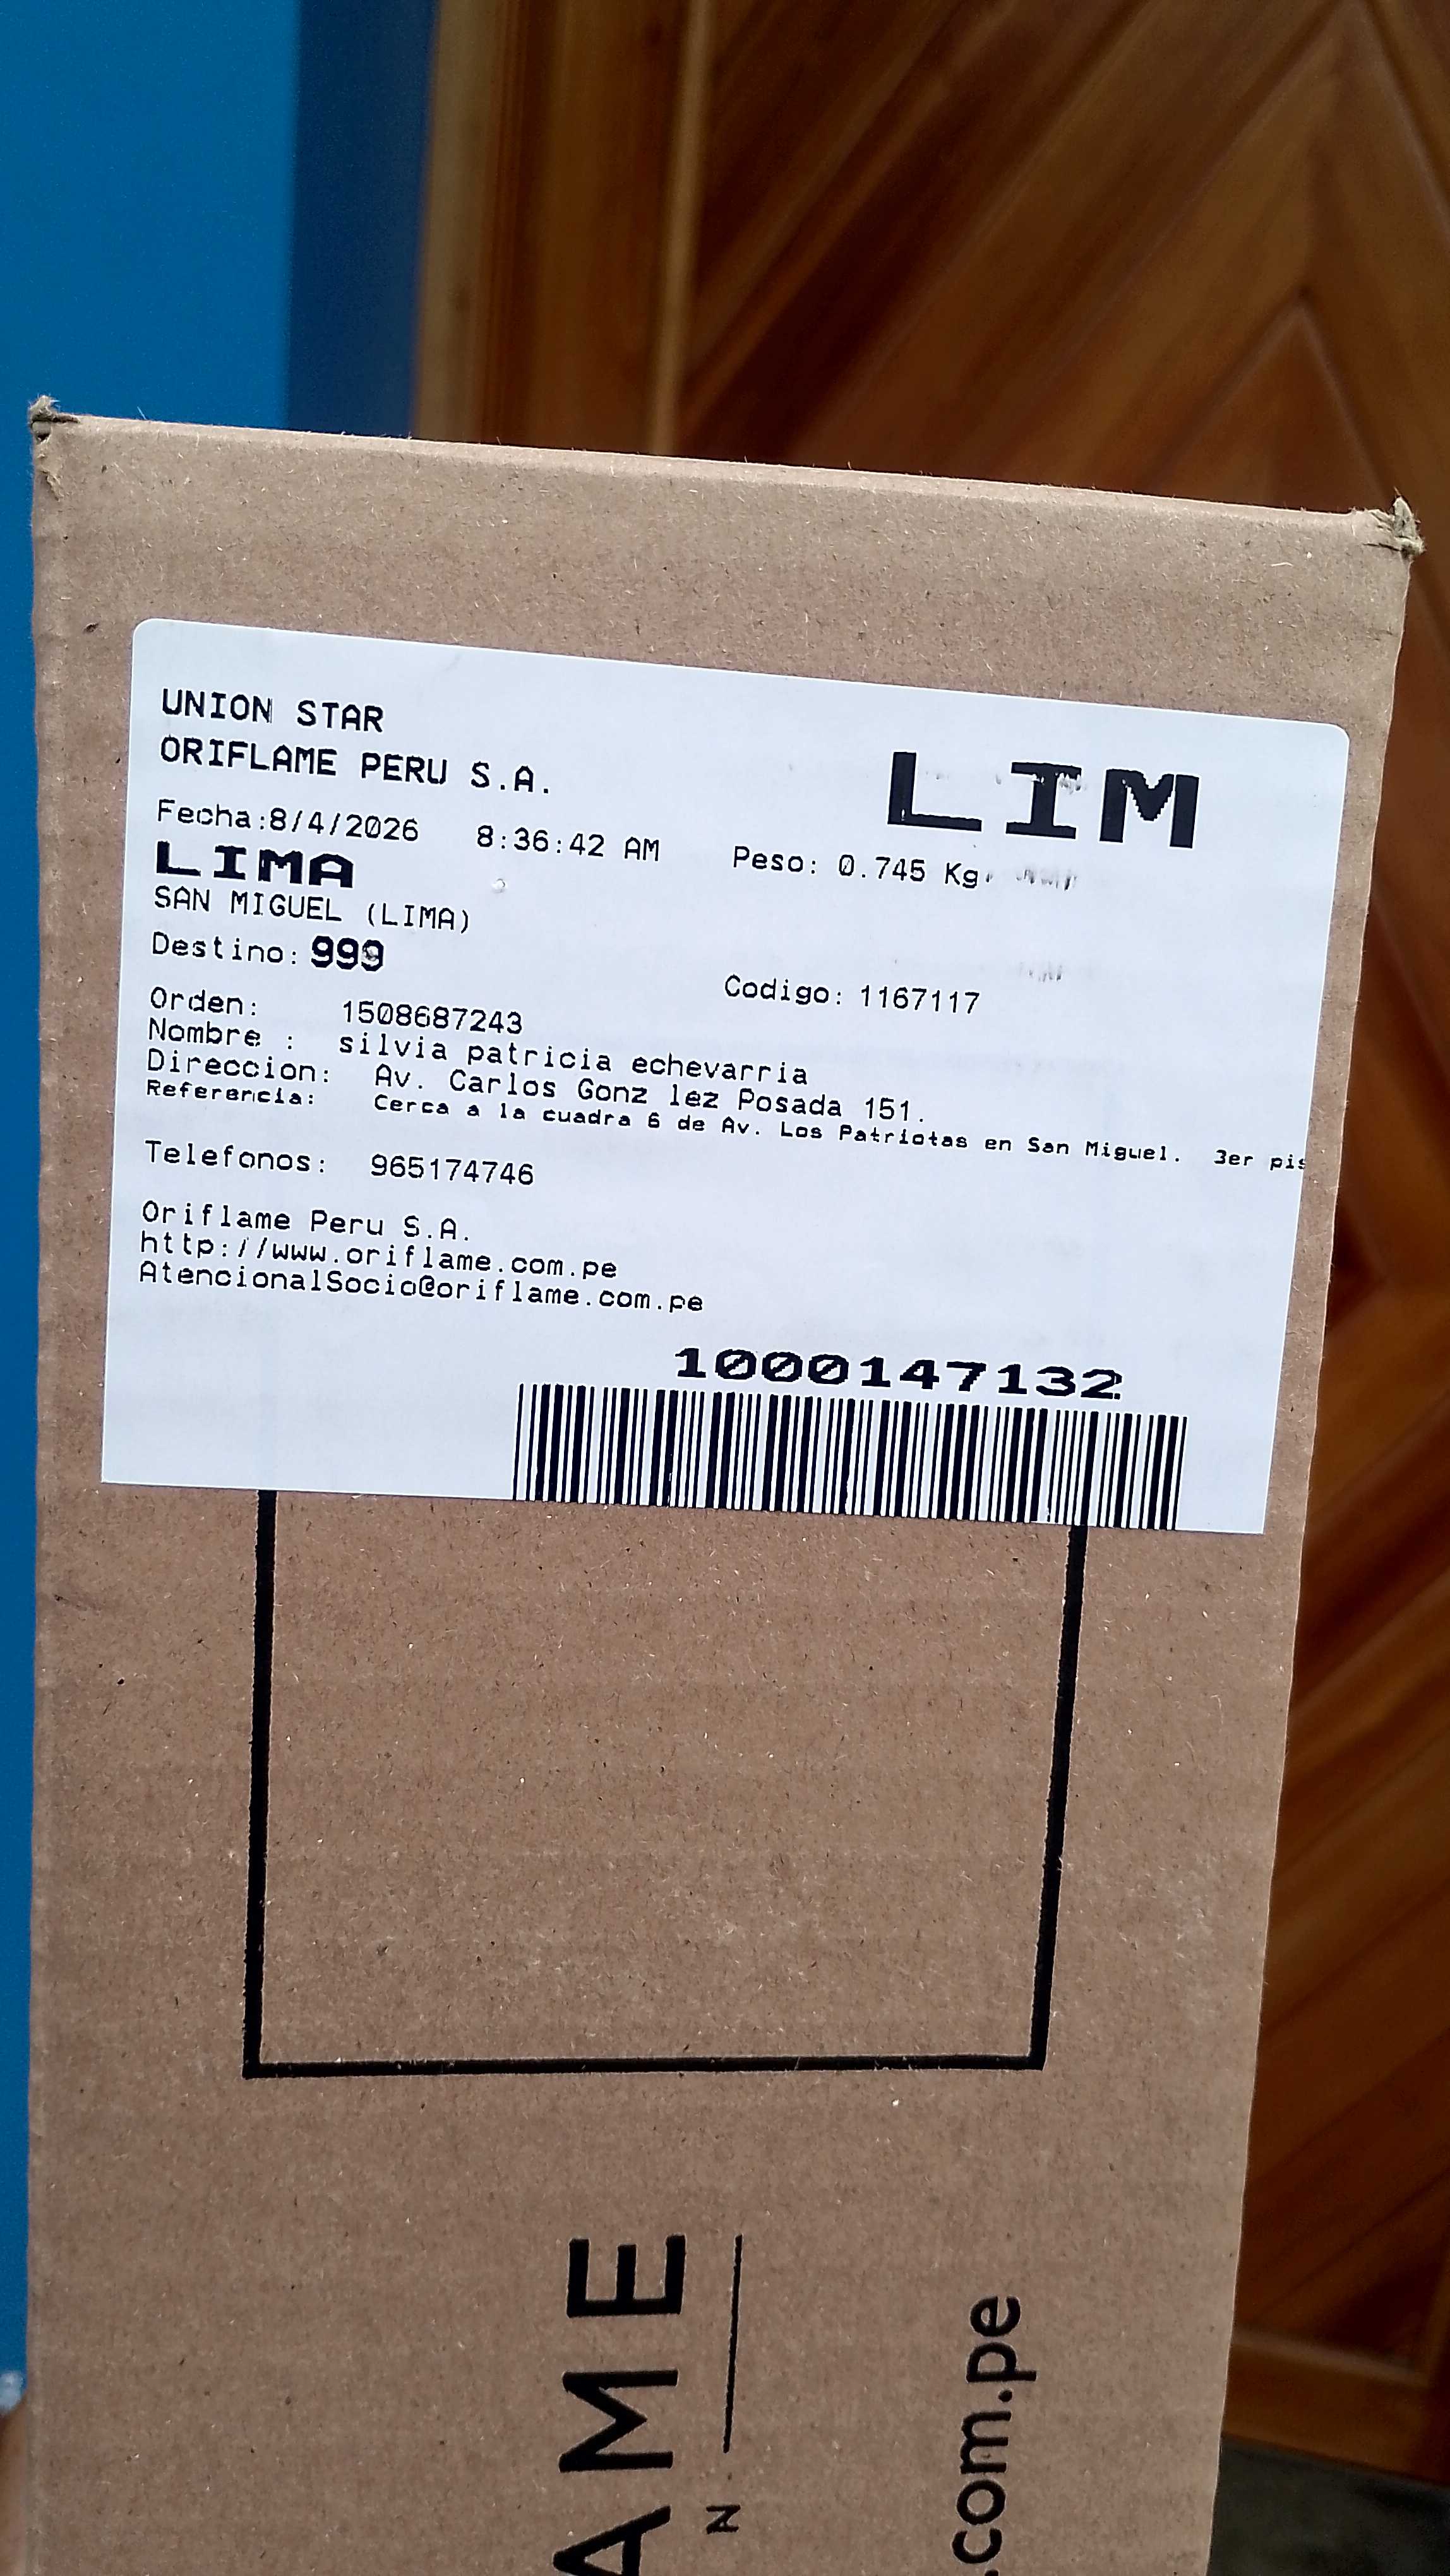 UNION STAR
ORIFLAME PERU S.A.
LIM
Fecha:8/4/2026 8:36:42 AM Peso: 0.745 Kg.
LIMA
SAN MIGUEL (LIMA)
Destino: 999
Codigo: 1167117
Orden: 1508687243
Nombre : silvia patricia echevarria
Direccion: Av. Carlos Gonz lez Posada 151.
Referencia: Cerca a la cuadra 6 de Av. Los Patriotas en San Miguel. 3er pis
Telefonos: 965174746
Oriflame Peru S.A.
http://www.oriflame.com.pe
AtencionalSocio@oriflame.com.pe
1000147132
AME
N
.com.pe